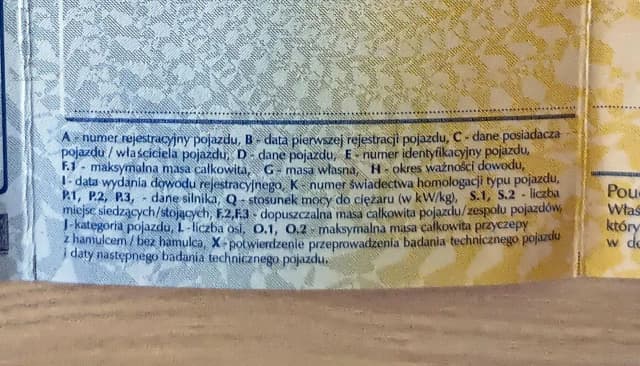 A - numer rejestracyjny pojazdu, B - data pierwszej rejestracji pojazdu, C - dane posiadacza
pojazdu / właściciela pojazdu, D - dane pojazdu, E - numer identyfikacyjny pojazdu,
F.1 - maksymalna masa całkowita, G - masa własna, H - okres ważności dowodu,
I - data wydania dowodu rejestracyjnego, K - numer świadectwa homologacji typu pojazdu,
P.1, P.2, P.3, - dane silnika, Q - stosunek mocy do ciężaru (w kW/kg), S.1, S.2 - liczba
miejsc siedzących/stojących, F.2,F.3 - dopuszczalna masa całkowita pojazdu/zespołu pojazdów,
J - kategoria pojazdu, L - liczba osi, O.1, O.2 - maksymalna masa całkowita przyczepy
z hamulcem / bez hamulca, X - potwierdzenie przeprowadzenia badania technicznego pojazdu
i daty następnego badania technicznego pojazdu.
Właś
który
w do